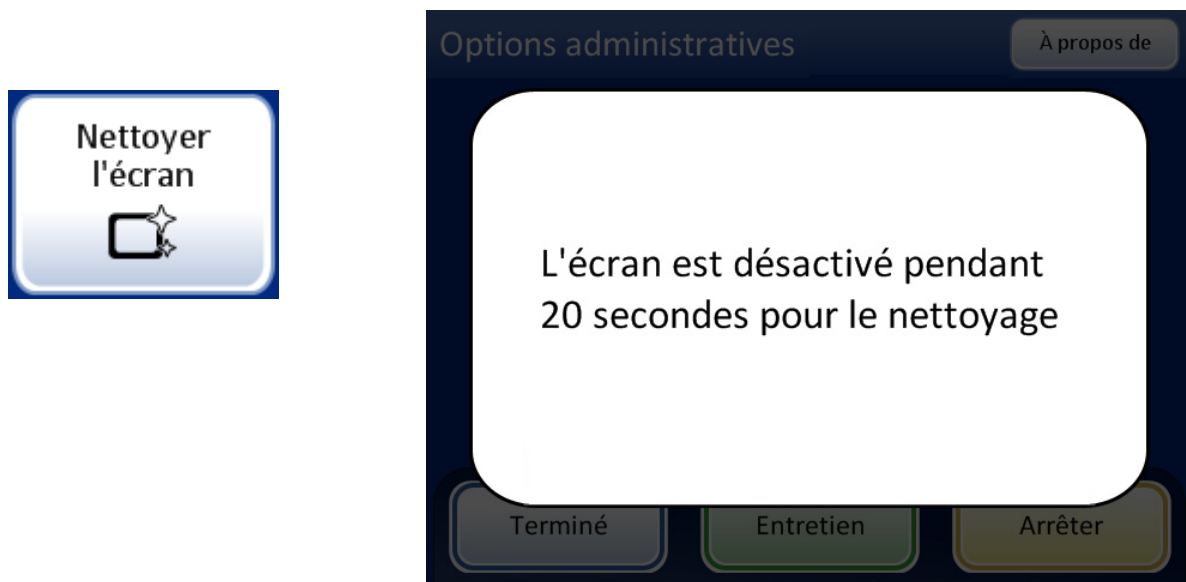 Nettoyer
l'écran
Options administratives
À propos de
L'écran est désactivé pendant
20 secondes pour le nettoyage
Terminé
Entretien
Arrêter